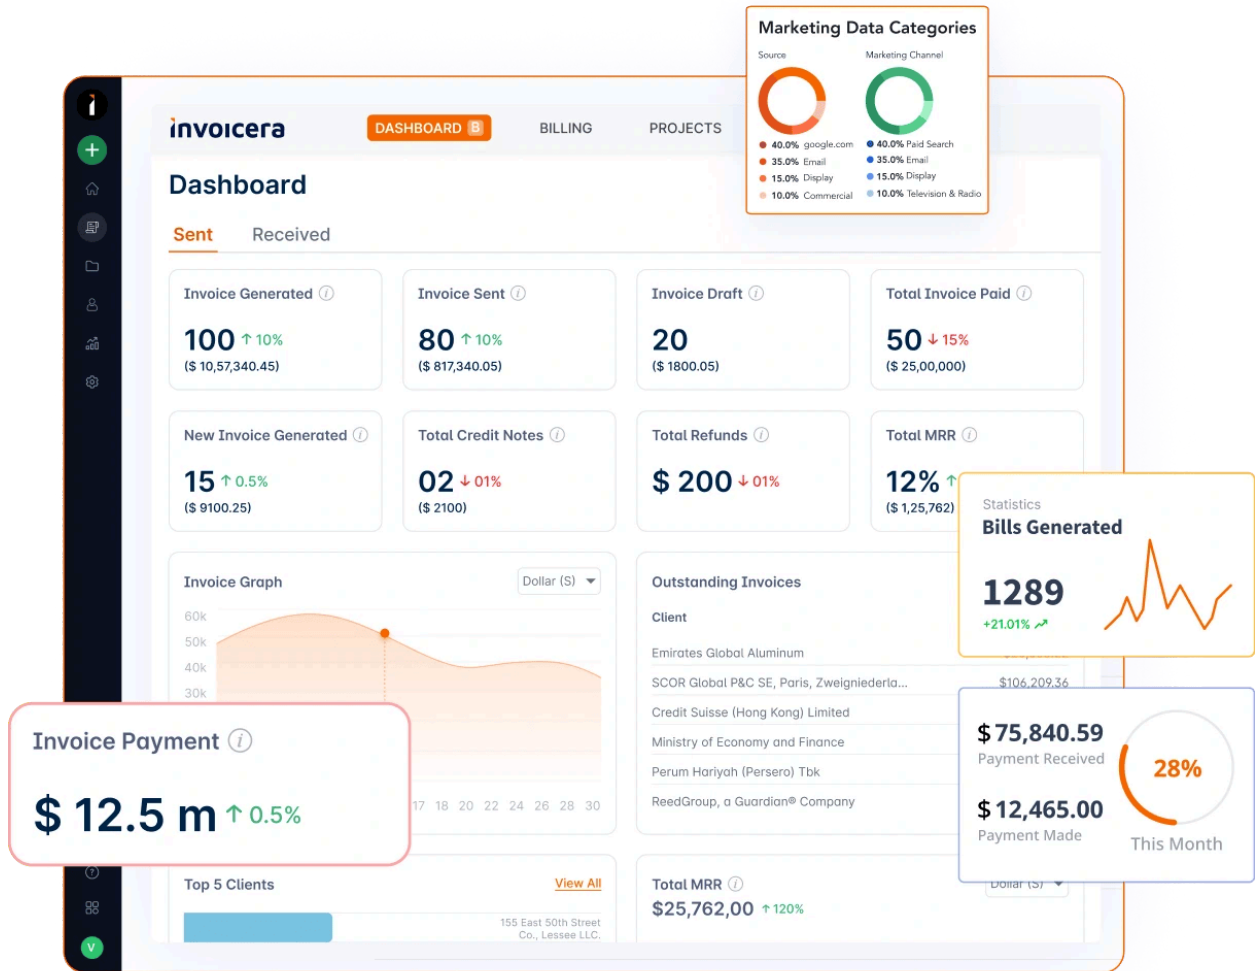 Marketing Data Categories
Source
Marketing Channel
40.0% google.com
35.0% Email
15.0% Display
10.0% Commercial
40.0% Paid Search
35.0% Email
15.0% Display
10.0% Television & Radio
invoicera
DASHBOARD B
BILLING
PROJECTS
Dashboard
Sent
Received
Invoice Generated i
100 ↑ 10%
($ 10,57,340.45)
Invoice Sent i
80 ↑ 10%
($ 817,340.05)
Invoice Draft i
20
($ 1800.05)
Total Invoice Paid i
50 ↓ 15%
($ 25,00,000)
New Invoice Generated i
15 ↑ 0.5%
($ 9100.25)
Total Credit Notes i
02 ↓ 01%
($ 2100)
Total Refunds i
$ 200 ↓ 01%
Total MRR i
12% ↑
($ 1,25,762)
Statistics
Bills Generated
1289
+21.01%
Invoice Graph
Dollar (S)
60k
50k
40k
30k
17 18 20 22 24 26 28 30
Outstanding Invoices
Client
Emirates Global Aluminum
SCOR Global P&C SE, Paris, Zweigniederla... $106,209.36
Credit Suisse (Hong Kong) Limited
Ministry of Economy and Finance
Perum Hariyah (Persero) Tbk
ReedGroup, a Guardian® Company
$ 75,840.59
Payment Received
$ 12,465.00
Payment Made
28%
This Month
Invoice Payment i
$ 12.5 m ↑ 0.5%
Top 5 Clients
View All
155 East 50th Street
Co., Lessee LLC.
Total MRR i
$25,762,00 ↑ 120%
Dollar (S)
V